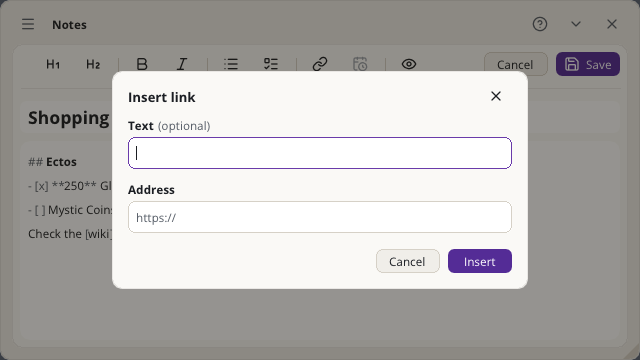 Notes
H1 H2 B I Cancel Save
Shopping
Insert link
Text (optional)
## Ectos
- [x] **250** Gl
Address
- [ ] Mystic Coins
https://
Check the [wiki]
Cancel Insert